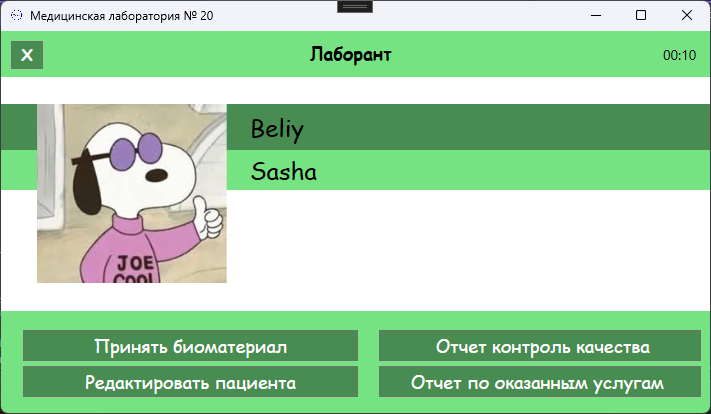 Медицинская лаборатория № 20
X
Лаборант
00:10
Beliy
Sasha
JOE
COOL
Принять биоматериал
Отчет контроль качества
Редактировать пациента
Отчет по оказанным услугам